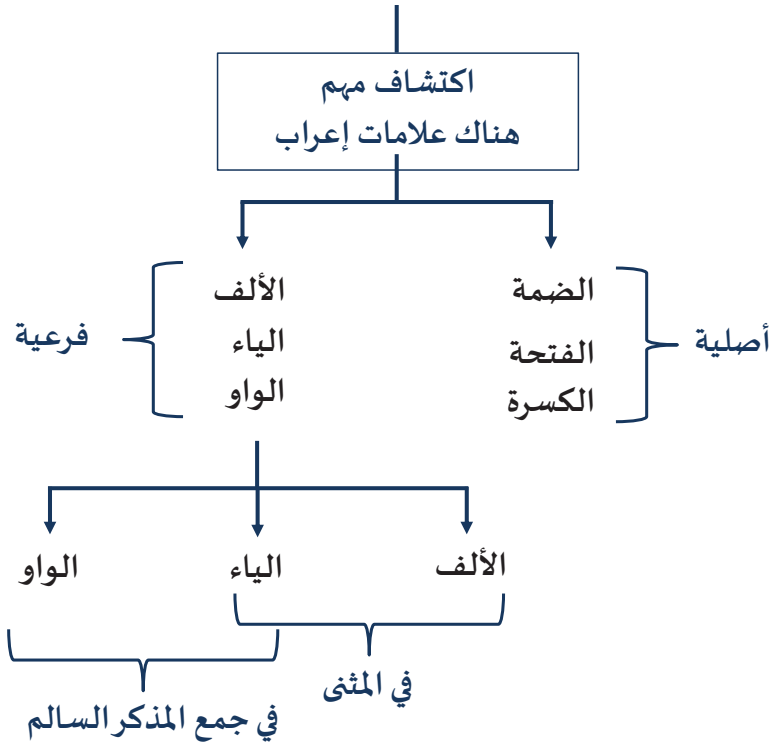 اكتشاف مهم
هناك علامات إعراب
الضمة
الفتحة
الكسرة
أصلية
الألف
الياء
الواو
فرعية
الألف
الياء
الواو
في المثنى
في جمع المذكر السالم